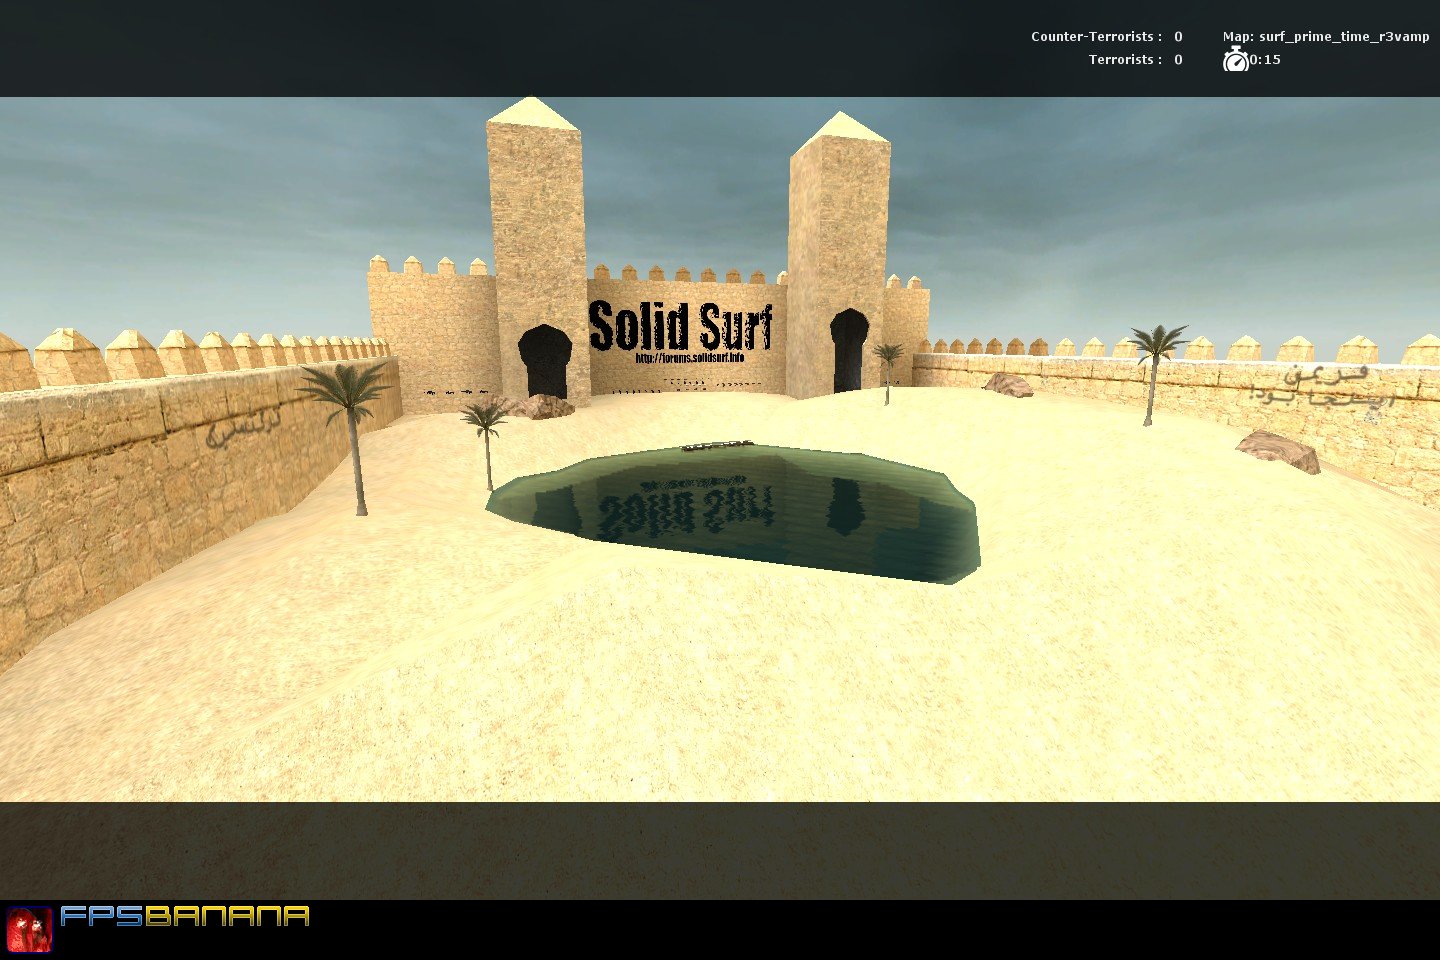 Counter-Terrorists : 0
Map: surf_prime_time_r3vamp
Terrorists : 0
0:15
Solid Surf
http://forums.solidsurf.info
FPSBANANA